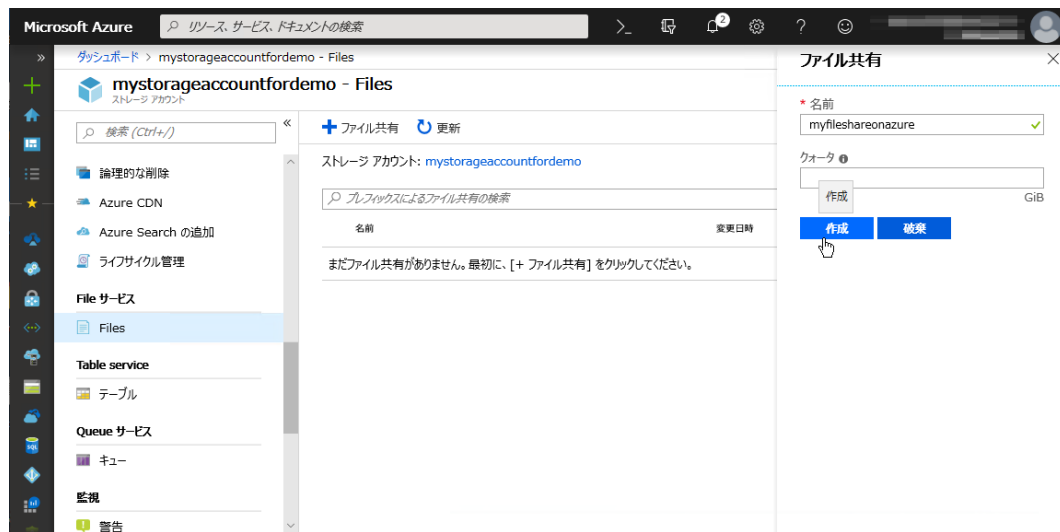 Microsoft Azure
リソース、サービス、ドキュメントの検索
2
ダッシュボード > mystorageaccountfordemo - Files
mystorageaccountfordemo - Files
ストレージ アカウント
検索 (Ctrl+/)
論理的な削除
Azure CDN
Azure Search の追加
ライフサイクル管理
File サービス
Files
Table service
テーブル
Queue サービス
キュー
監視
警告
ファイル共有
更新
ストレージ アカウント: mystorageaccountfordemo
プレフィックスによるファイル共有の検索
名前 変更日時
まだファイル共有がありません。最初に、[+ ファイル共有] をクリックしてください。
ファイル共有
* 名前
myfileshareonazure
クォータ
GiB
作成
作成 破棄